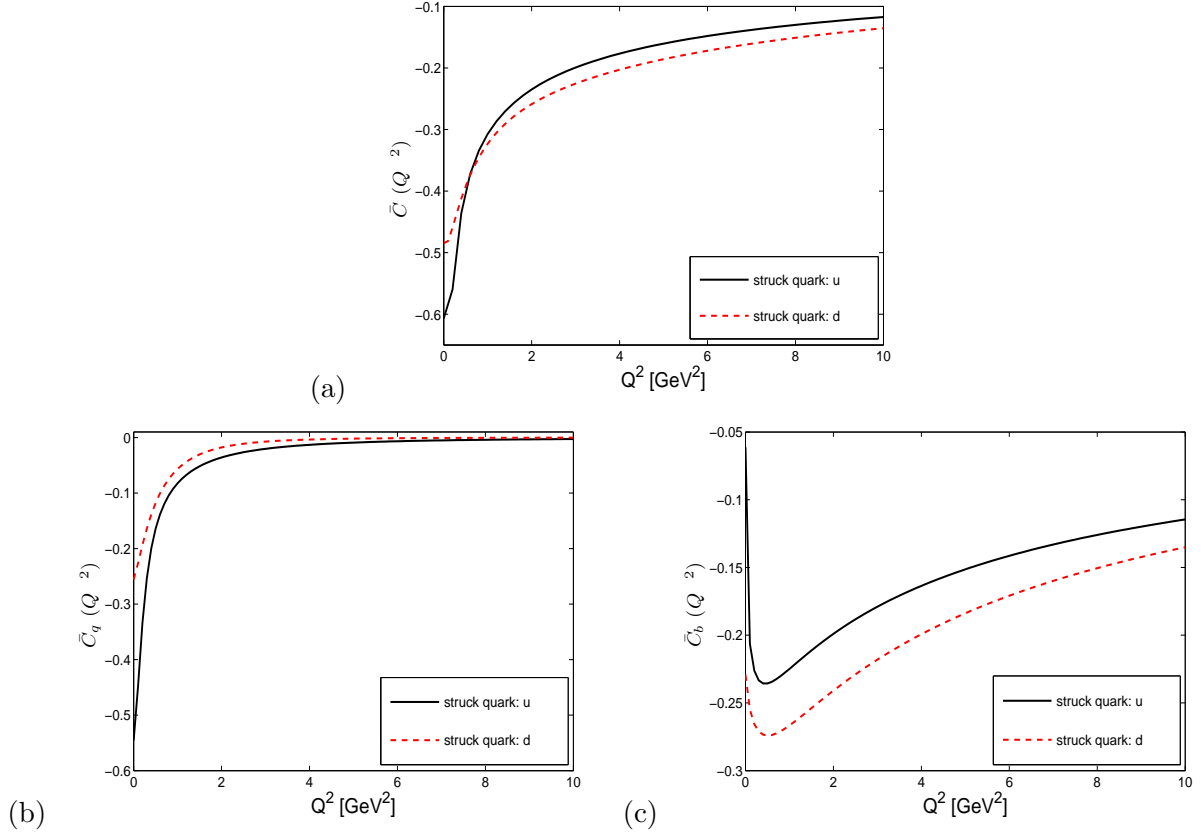 −0.1
−0.2
−0.3
−0.4
−0.5
−0.6
C̄ (Q 2)
0 2 4 6 8 10
Q2 [GeV2]
struck quark: u
struck quark: d
(a)
0
−0.1
−0.2
−0.3
−0.4
−0.5
−0.6
C̄q (Q 2)
0 2 4 6 8 10
Q2 [GeV2]
struck quark: u
struck quark: d
(b)
−0.05
−0.1
−0.15
−0.2
−0.25
−0.3
C̄b (Q 2)
0 2 4 6 8 10
Q2 [GeV2]
struck quark: u
struck quark: d
(c)